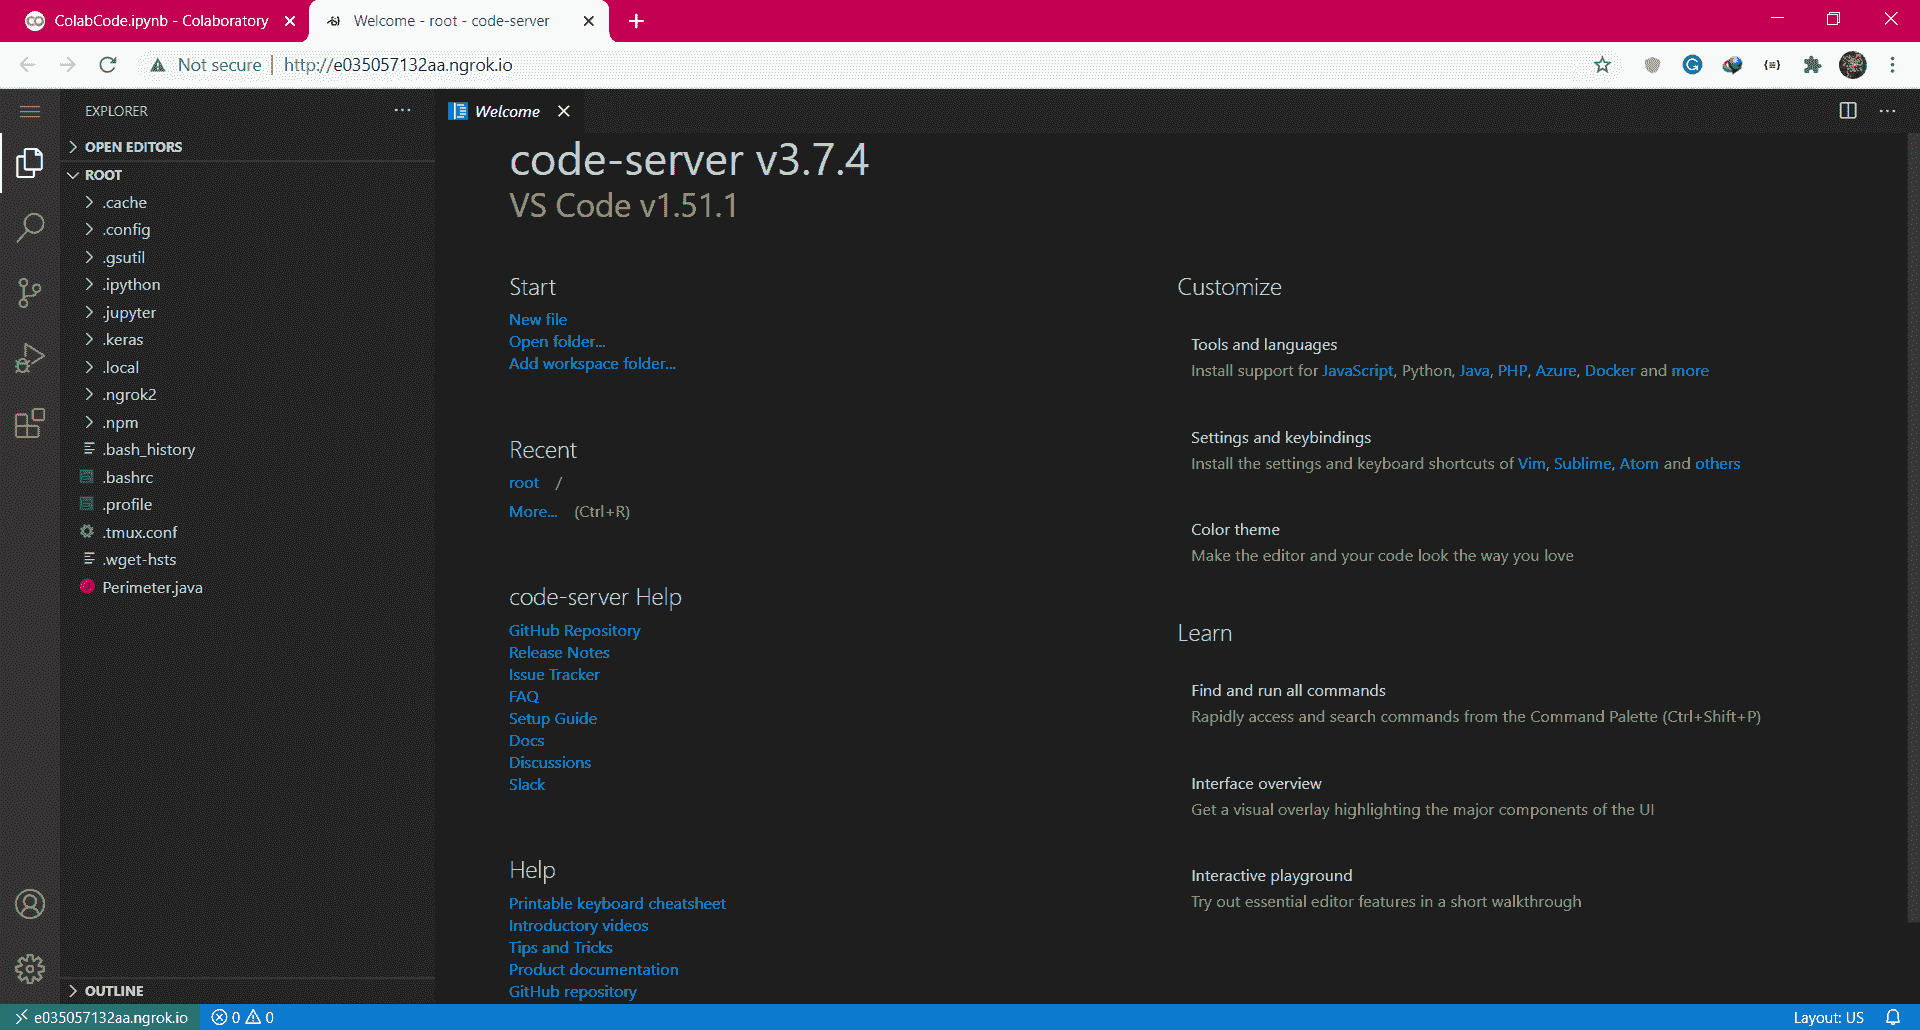 ColabCode.ipynb - Colaboratory
Welcome - root - code-server
Not secure
http://e035057132aa.ngrok.io
EXPLORER
OPEN EDITORS
ROOT
.cache
.config
.gsutil
.ipython
.jupyter
.keras
.local
.ngrok2
.npm
.bash_history
.bashrc
.profile
.tmux.conf
.wget-hsts
Perimeter.java
OUTLINE
Welcome
code-server v3.7.4
VS Code v1.51.1
Start
New file
Open folder...
Add workspace folder...
Recent
root /
More... (Ctrl+R)
code-server Help
GitHub Repository
Release Notes
Issue Tracker
FAQ
Setup Guide
Docs
Discussions
Slack
Help
Printable keyboard cheatsheet
Introductory videos
Tips and Tricks
Product documentation
GitHub repository
Customize
Tools and languages
Install support for JavaScript, Python, Java, PHP, Azure, Docker and more
Settings and keybindings
Install the settings and keyboard shortcuts of Vim, Sublime, Atom and others
Color theme
Make the editor and your code look the way you love
Learn
Find and run all commands
Rapidly access and search commands from the Command Palette (Ctrl+Shift+P)
Interface overview
Get a visual overlay highlighting the major components of the UI
Interactive playground
Try out essential editor features in a short walkthrough
e035057132aa.ngrok.io
0 0
Layout: US